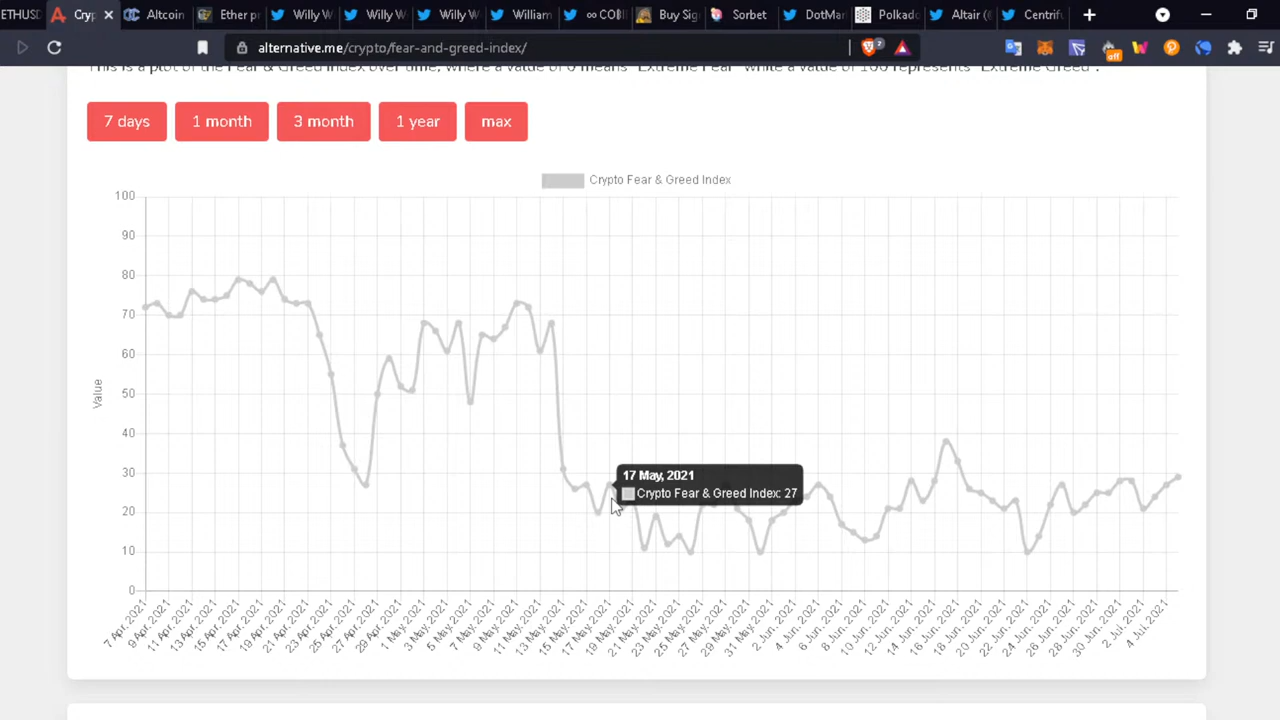 ETHUSD Cryp Altcoin Ether pr Willy W Willy W Willy W William ∞ COBI Buy Sig Sorbet DotMar Polkado Altair (@ Centrifu
alternative.me/crypto/fear-and-greed-index/ 2 off
This is a plot of the Fear & Greed Index over time, where a value of 0 means "Extreme Fear" while a value of 100 represents "Extreme Greed".
7 days 1 month 3 month 1 year max
Crypto Fear & Greed Index
100
90
80
70
60
50
40
30
20
10
0
Value
17 May, 2021
Crypto Fear & Greed Index: 27
7 Apr, 2021 9 Apr, 2021 11 Apr, 2021 13 Apr, 2021 15 Apr, 2021 17 Apr, 2021 19 Apr, 2021 21 Apr, 2021 23 Apr, 2021 25 Apr, 2021 27 Apr, 2021 29 Apr, 2021 1 May, 2021 3 May, 2021 5 May, 2021 7 May, 2021 9 May, 2021 11 May, 2021 13 May, 2021 15 May, 2021 17 May, 2021 19 May, 2021 21 May, 2021 23 May, 2021 25 May, 2021 27 May, 2021 29 May, 2021 31 May, 2021 2 Jun, 2021 4 Jun, 2021 6 Jun, 2021 8 Jun, 2021 10 Jun, 2021 12 Jun, 2021 14 Jun, 2021 16 Jun, 2021 18 Jun, 2021 20 Jun, 2021 22 Jun, 2021 24 Jun, 2021 26 Jun, 2021 28 Jun, 2021 30 Jun, 2021 2 Jul, 2021 4 Jul, 2021